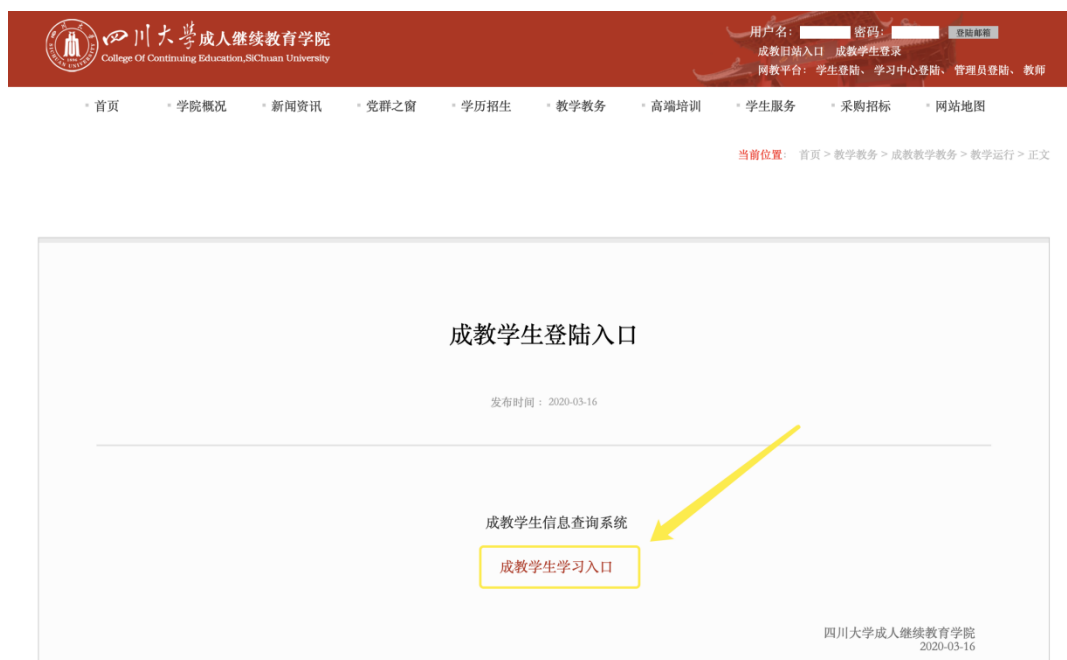 四川大学成人继续教育学院
College Of Continuing Education,SiChuan University
用户名： 密码： 登陆邮箱
成教旧站入口 成教学生登录
网教平台： 学生登陆、 学习中心登陆、 管理员登陆、 教师
首页 学院概况 新闻资讯 党群之窗 学历招生 教学教务 高端培训 学生服务 采购招标 网站地图
当前位置： 首页 > 教学教务 > 成教教学教务 > 教学运行 > 正文
成教学生登陆入口
发布时间 ： 2020-03-16
成教学生信息查询系统
成教学生学习入口
四川大学成人继续教育学院
2020-03-16